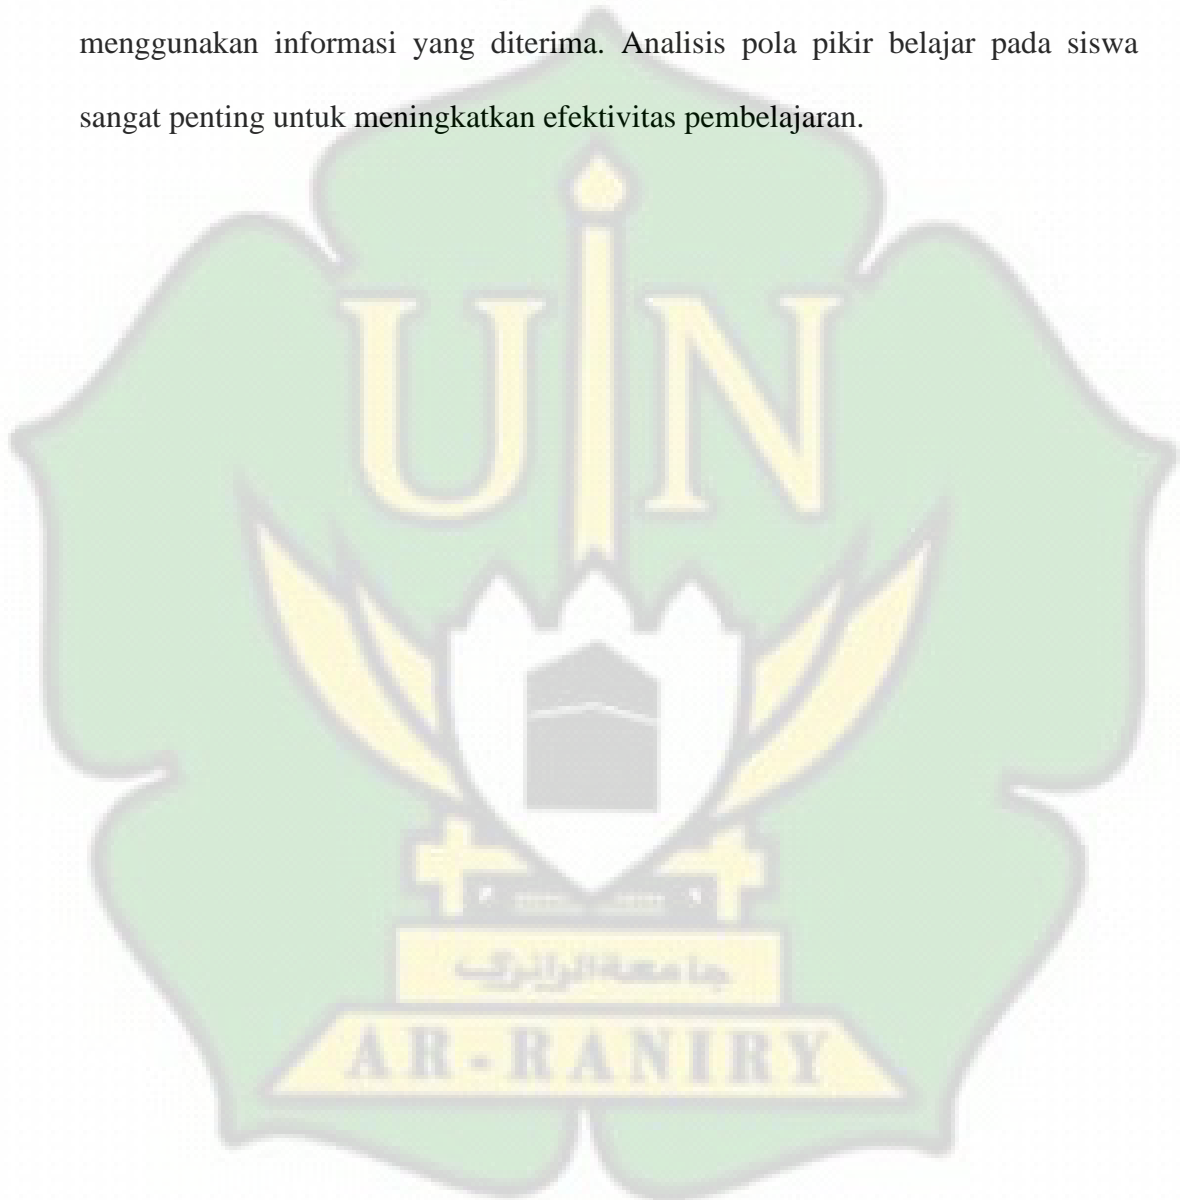 menggunakan informasi yang diterima. Analisis pola pikir belajar pada siswa
sangat penting untuk meningkatkan efektivitas pembelajaran.
UIN
جامعةالرانري
AR-RANIRY